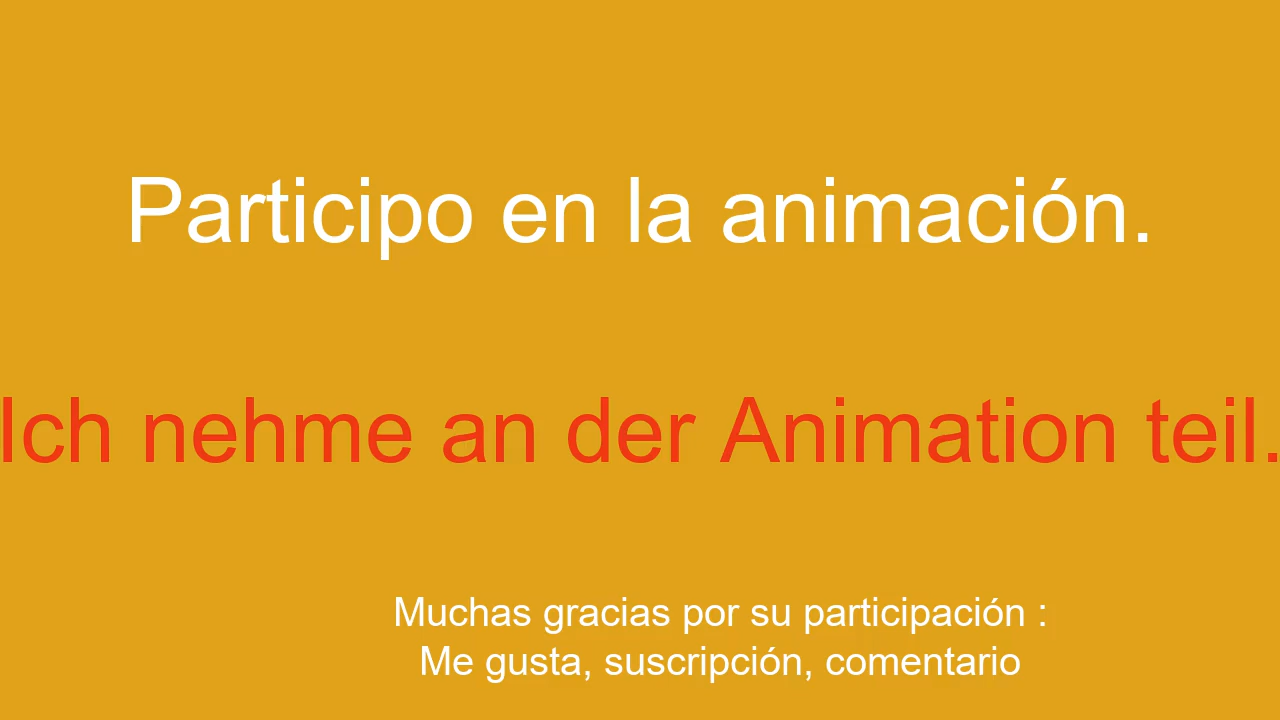 Participo en la animación.
Ich nehme an der Animation teil.
Muchas gracias por su participación :
Me gusta, suscripción, comentario